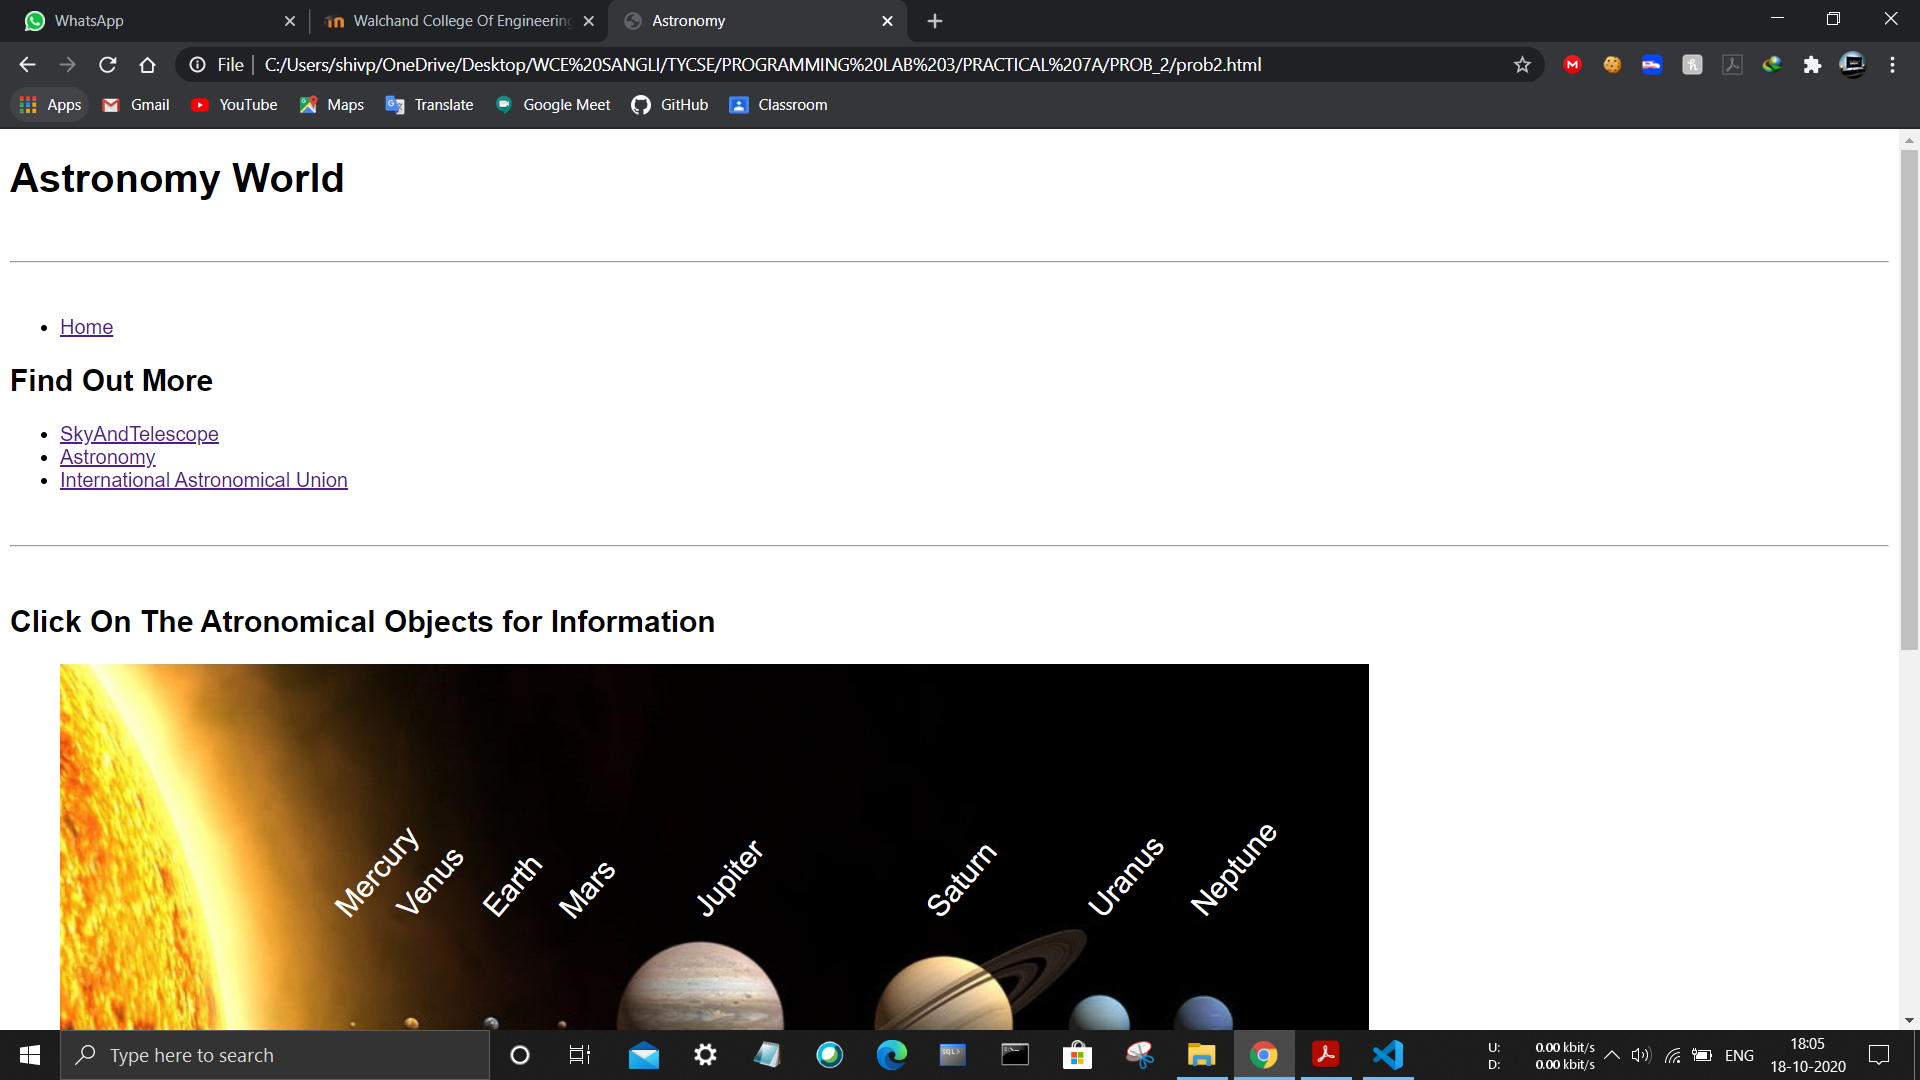 WhatsApp
Walchand College Of Engineering
Astronomy
File
C:/Users/shivp/OneDrive/Desktop/WCE%20SANGLI/TYCSE/PROGRAMMING%20LAB%203/PRACTICAL%207A/PROB_2/prob2.html
Apps Gmail YouTube Maps Translate Google Meet GitHub Classroom
Astronomy World
Home
Find Out More
SkyAndTelescope
Astronomy
International Astronomical Union
Click On The Atronomical Objects for Information
Mercury
Venus
Earth
Mars
Jupiter
Saturn
Uranus
Neptune
Type here to search
U: 0.00 kbit/s
D: 0.00 kbit/s
ENG
18:05
18-10-2020